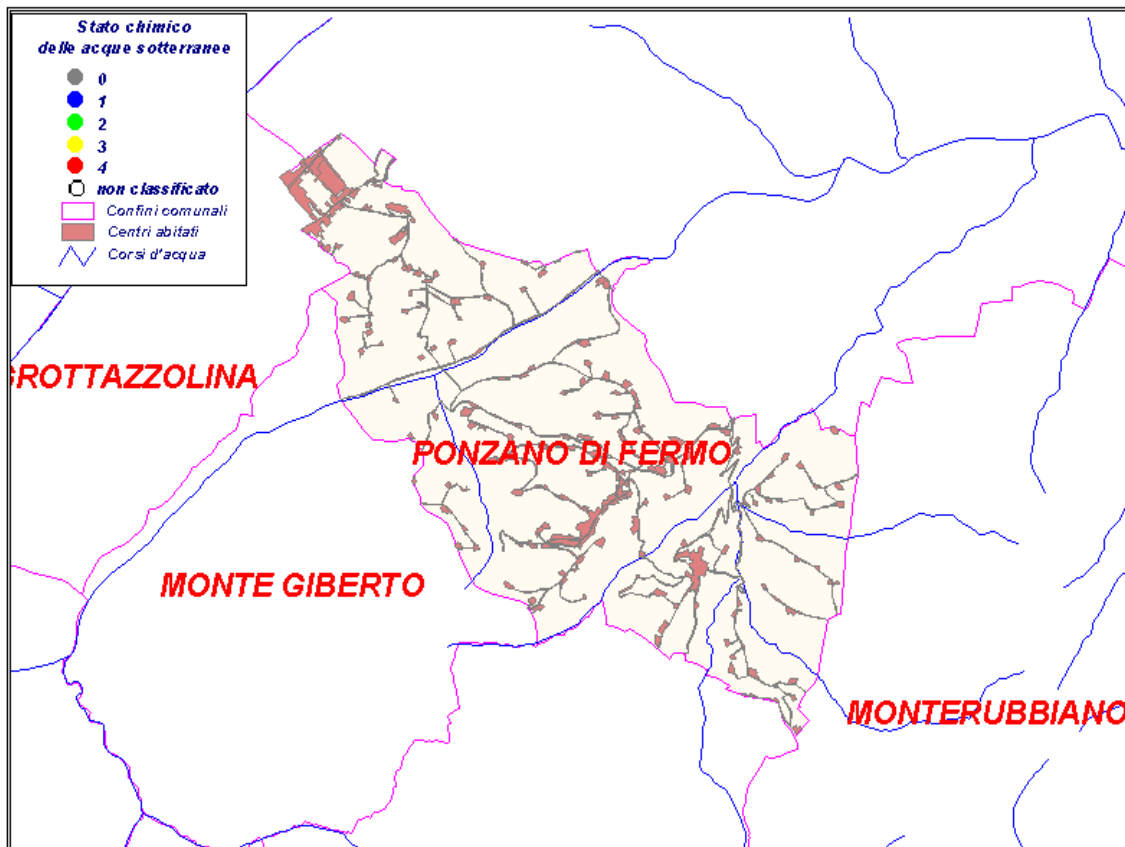 Stato chimico
delle acque sotterranee
0
1
2
3
4
non classificato
Confini comunali
Centri abitati
Corsi d'acqua
GROTTAZZOLINA
PONZANO DI FERMO
MONTE GIBERTO
MONTERUBBIANO